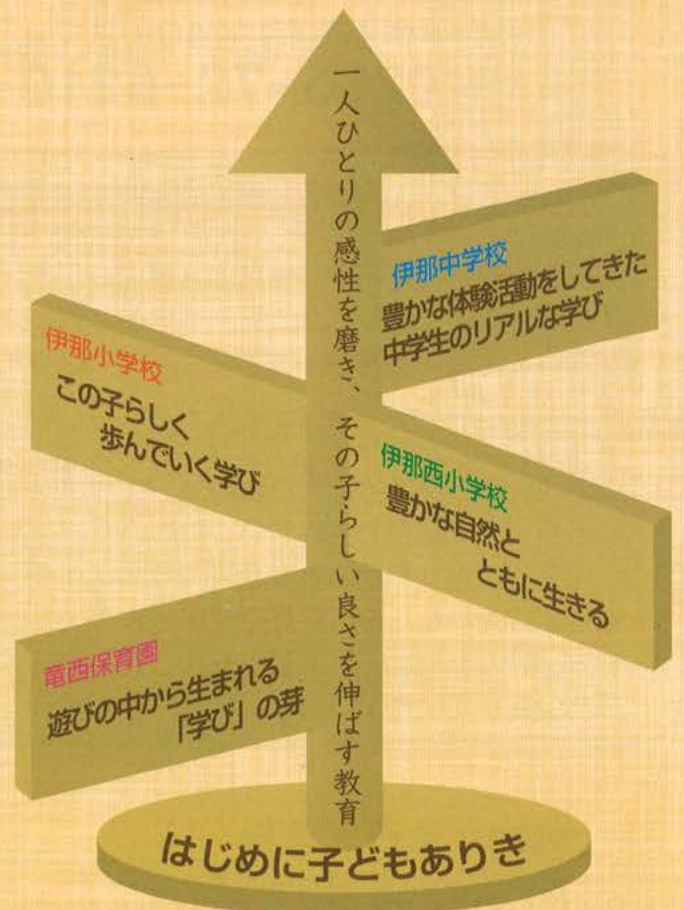 一人ひとりの感性を磨き、その子らしい良さを伸ばす教育
伊那中学校
豊かな体験活動をしてきた
中学生のリアルな学び
伊那小学校
この子らしく
歩んでいく学び
伊那西小学校
豊かな自然と
ともに生きる
竜西保育園
遊びの中から生まれる
「学び」の芽
はじめに子どもありき